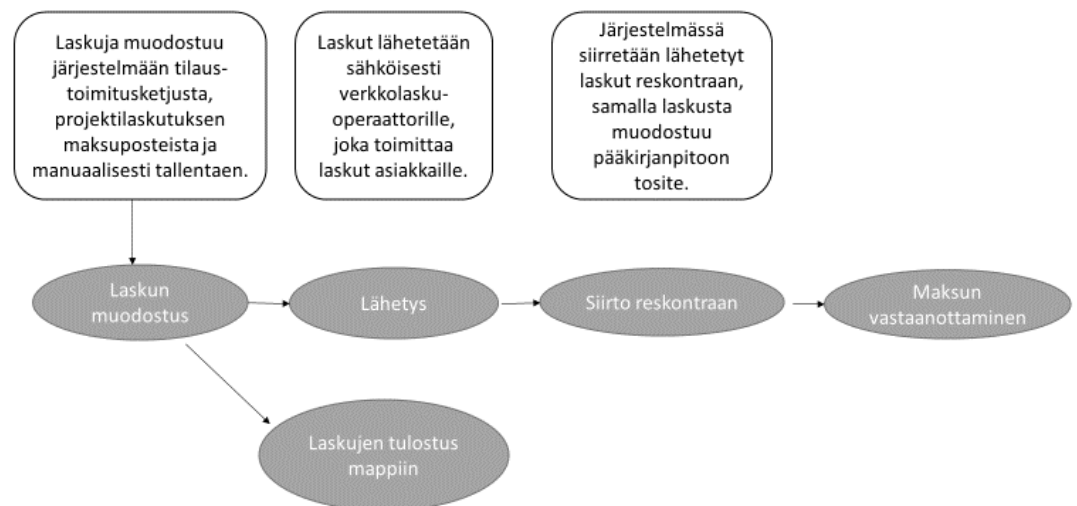 Laskuja muodostuu
järjestelmään tilaus-
toimitusketjusta,
projektilaskutuksen
maksuposteista ja
manuaalisesti tallentaen.
Laskut lähetetään
sähköisesti
verkkolasku-
operaattorille,
joka toimittaa
laskut asiakkaille.
Järjestelmässä
siirretään lähetetyt
laskut reskontraan,
samalla laskusta
muodostuu
pääkirjanpitoon
tosite.
Laskun
muodostus
Lähetys
Siirto reskontraan
Maksun
vastaanottaminen
Laskujen tulostus
mappiin